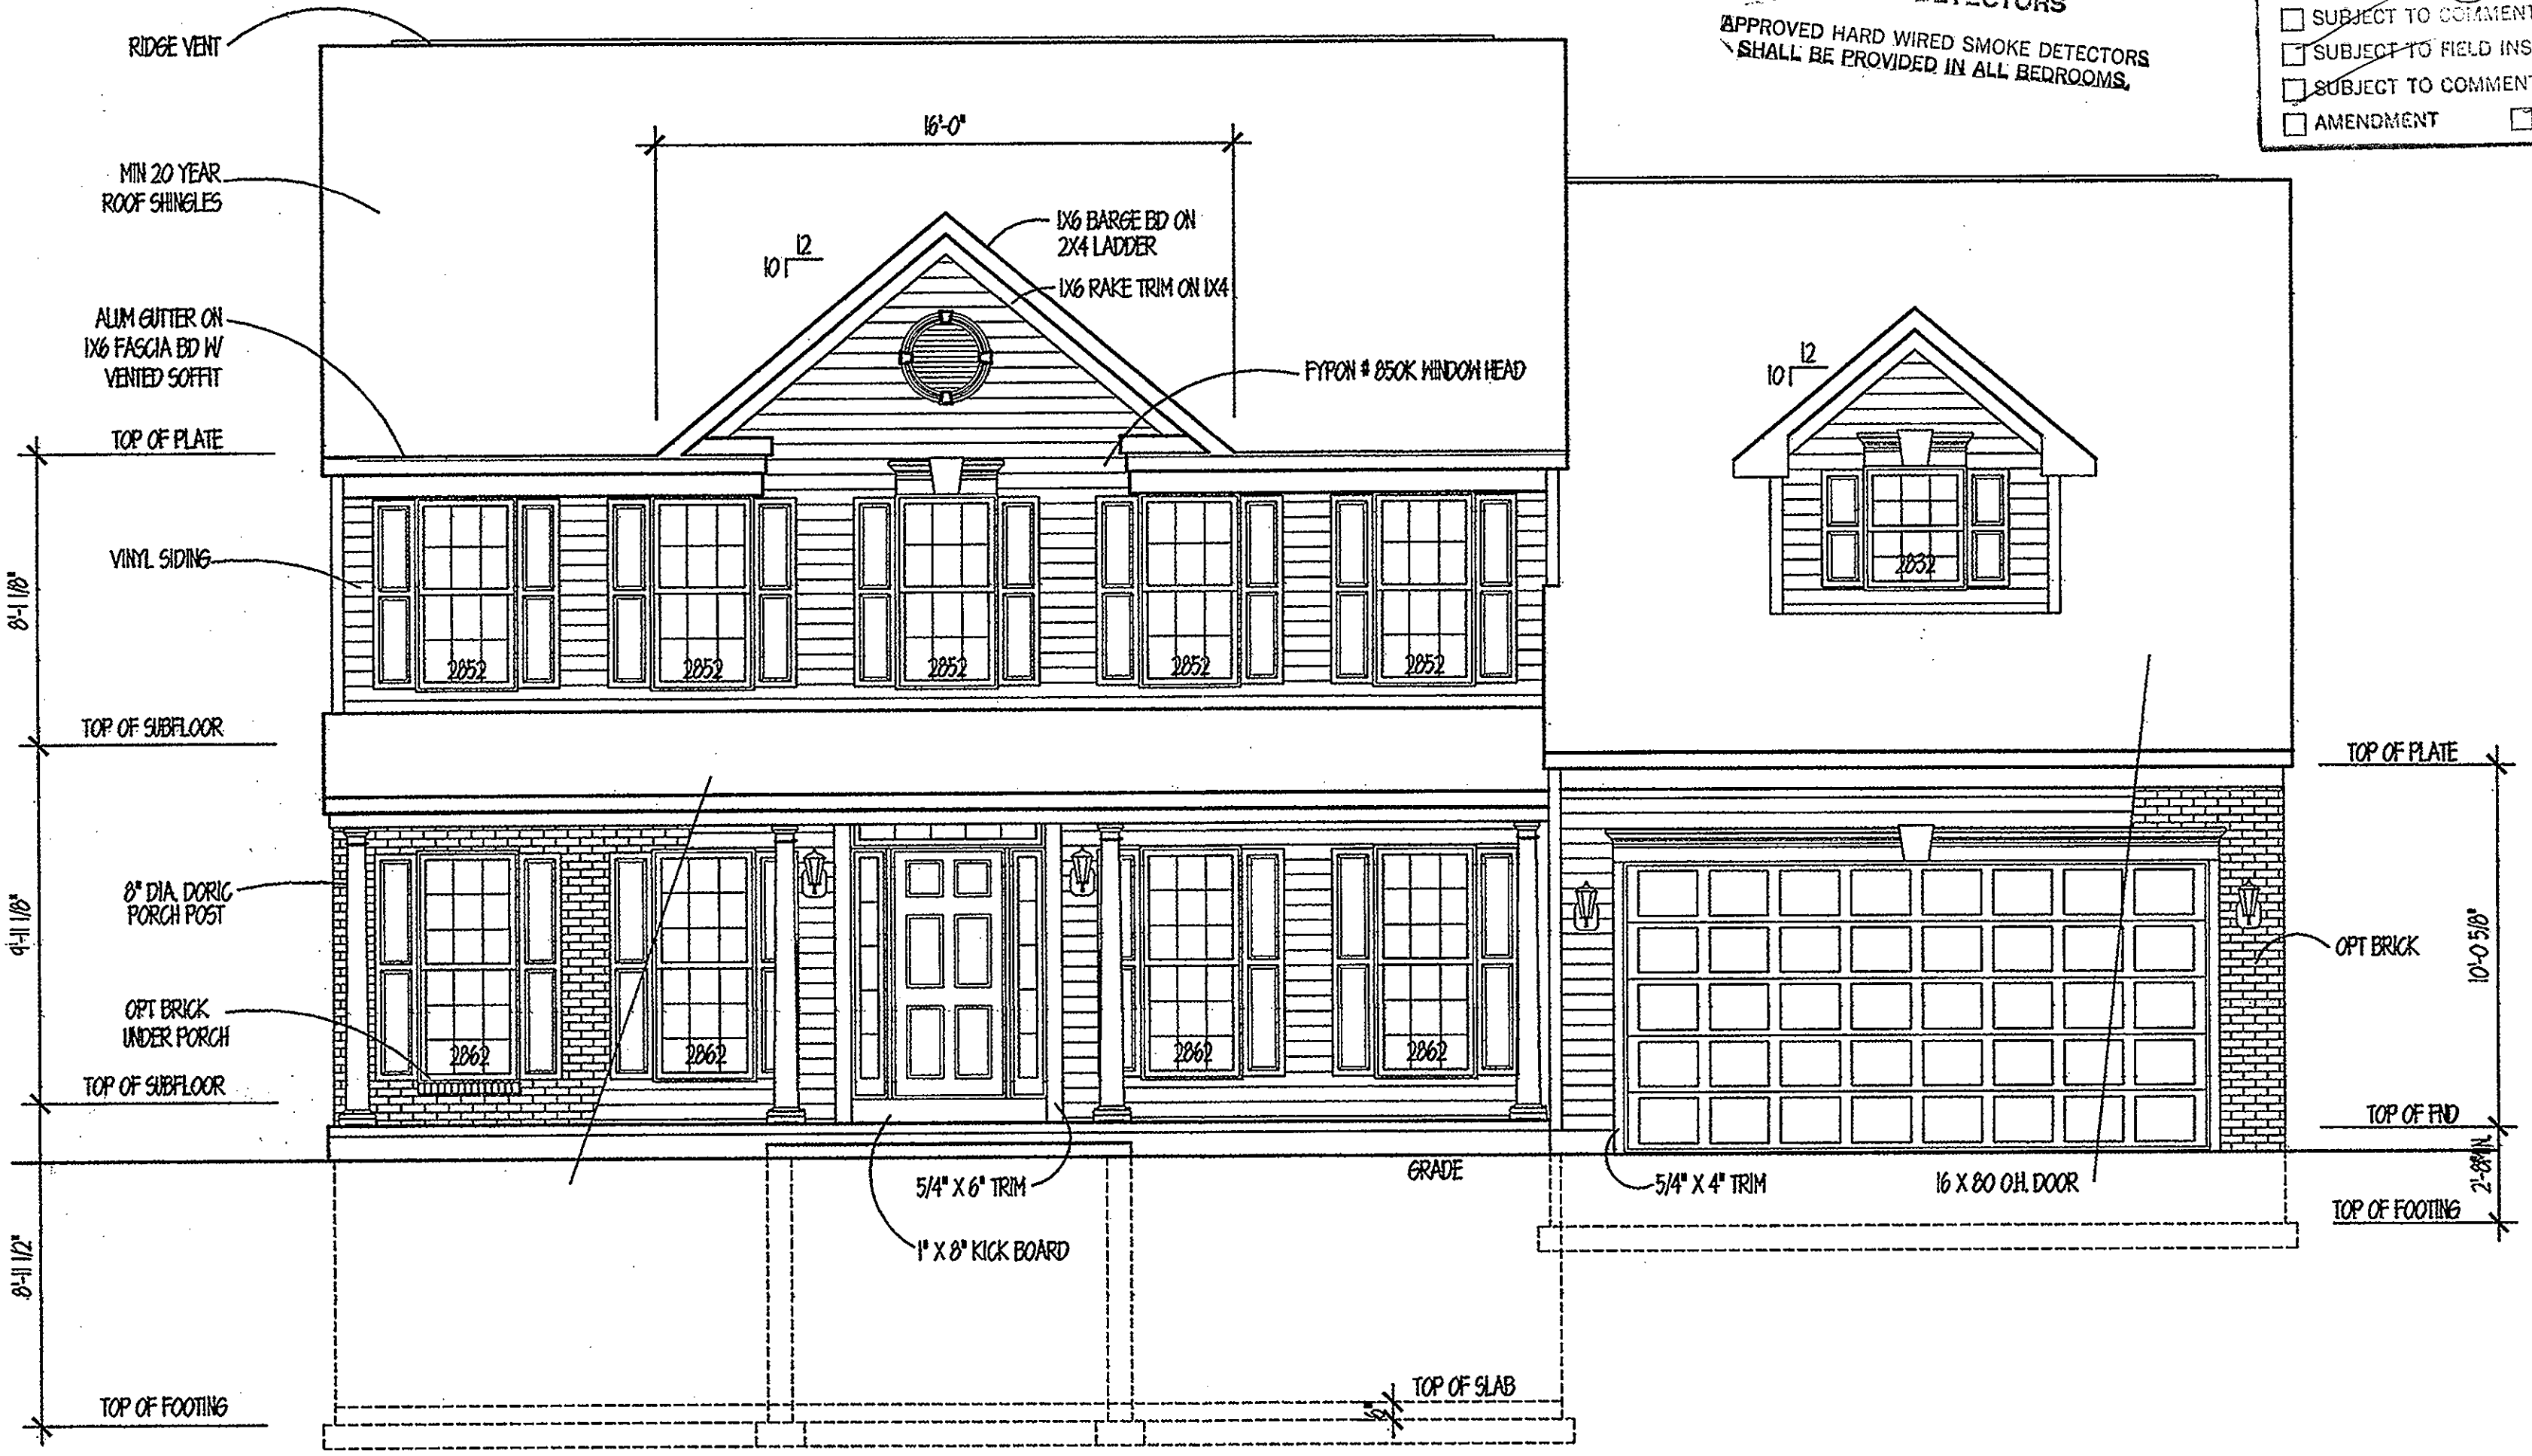 DETECTORS
APPROVED HARD WIRED SMOKE DETECTORS
SHALL BE PROVIDED IN ALL BEDROOMS.
SUBJECT TO COMMENT
SUBJECT TO FIELD INS
SUBJECT TO COMMENT
AMENDMENT
RIDGE VENT
16'-0"
MIN 20 YEAR
ROOF SHINGLES
1X6 BARGE BD ON
2X4 LADDER
12
10
1X6 RAKE TRIM ON 1X4
ALUM GUTTER ON
1X6 FASCIA BD W/
VENTED SOFFIT
FYPON # 850K WINDOW HEAD
12
10
TOP OF PLATE
VINYL SIDING
2832
8'-1 1/8"
2852
2852
2852
2852
2852
TOP OF SUBFLOOR
TOP OF PLATE
8" DIA. DORIC
PORCH POST
9'-11 1/8"
10'-0 5/8"
OPT BRICK
OPT BRICK
UNDER PORCH
2862
2862
2862
2862
TOP OF SUBFLOOR
TOP OF FND
GRADE
5/4" X 6" TRIM
5/4" X 4" TRIM
16 X 80 O.H. DOOR
2'-8MIN.
TOP OF FOOTING
1" X 8" KICK BOARD
8'-11 1/2"
TOP OF SLAB
6"
TOP OF FOOTING